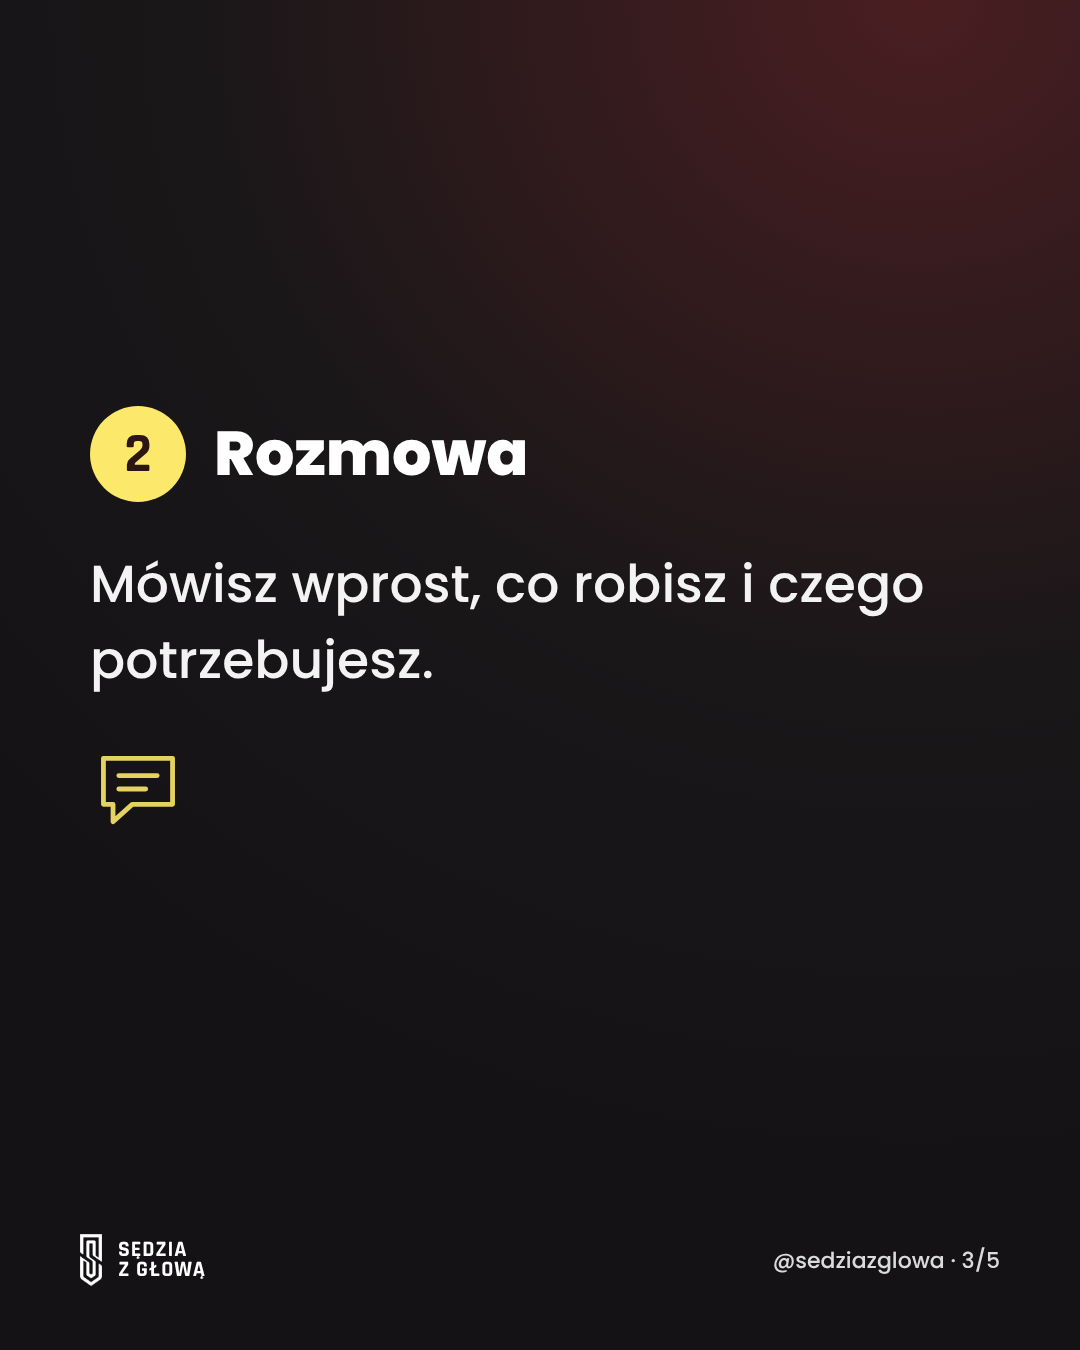 2 Rozmowa
Mówisz wprost, co robisz i czego
potrzebujesz.
SĘDZIA
Z GŁOWĄ
@sedziazglowa · 3/5